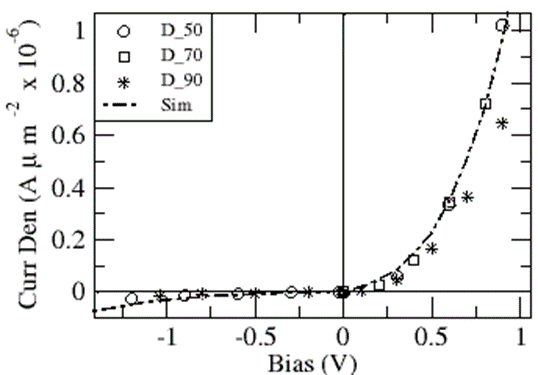 D_50
D_70
D_90
Sim
1
0.8
0.6
0.4
0.2
0
Curr Den (A μ m⁻² x 10⁻⁶)
-1 -0.5 0 0.5 1
Bias (V)